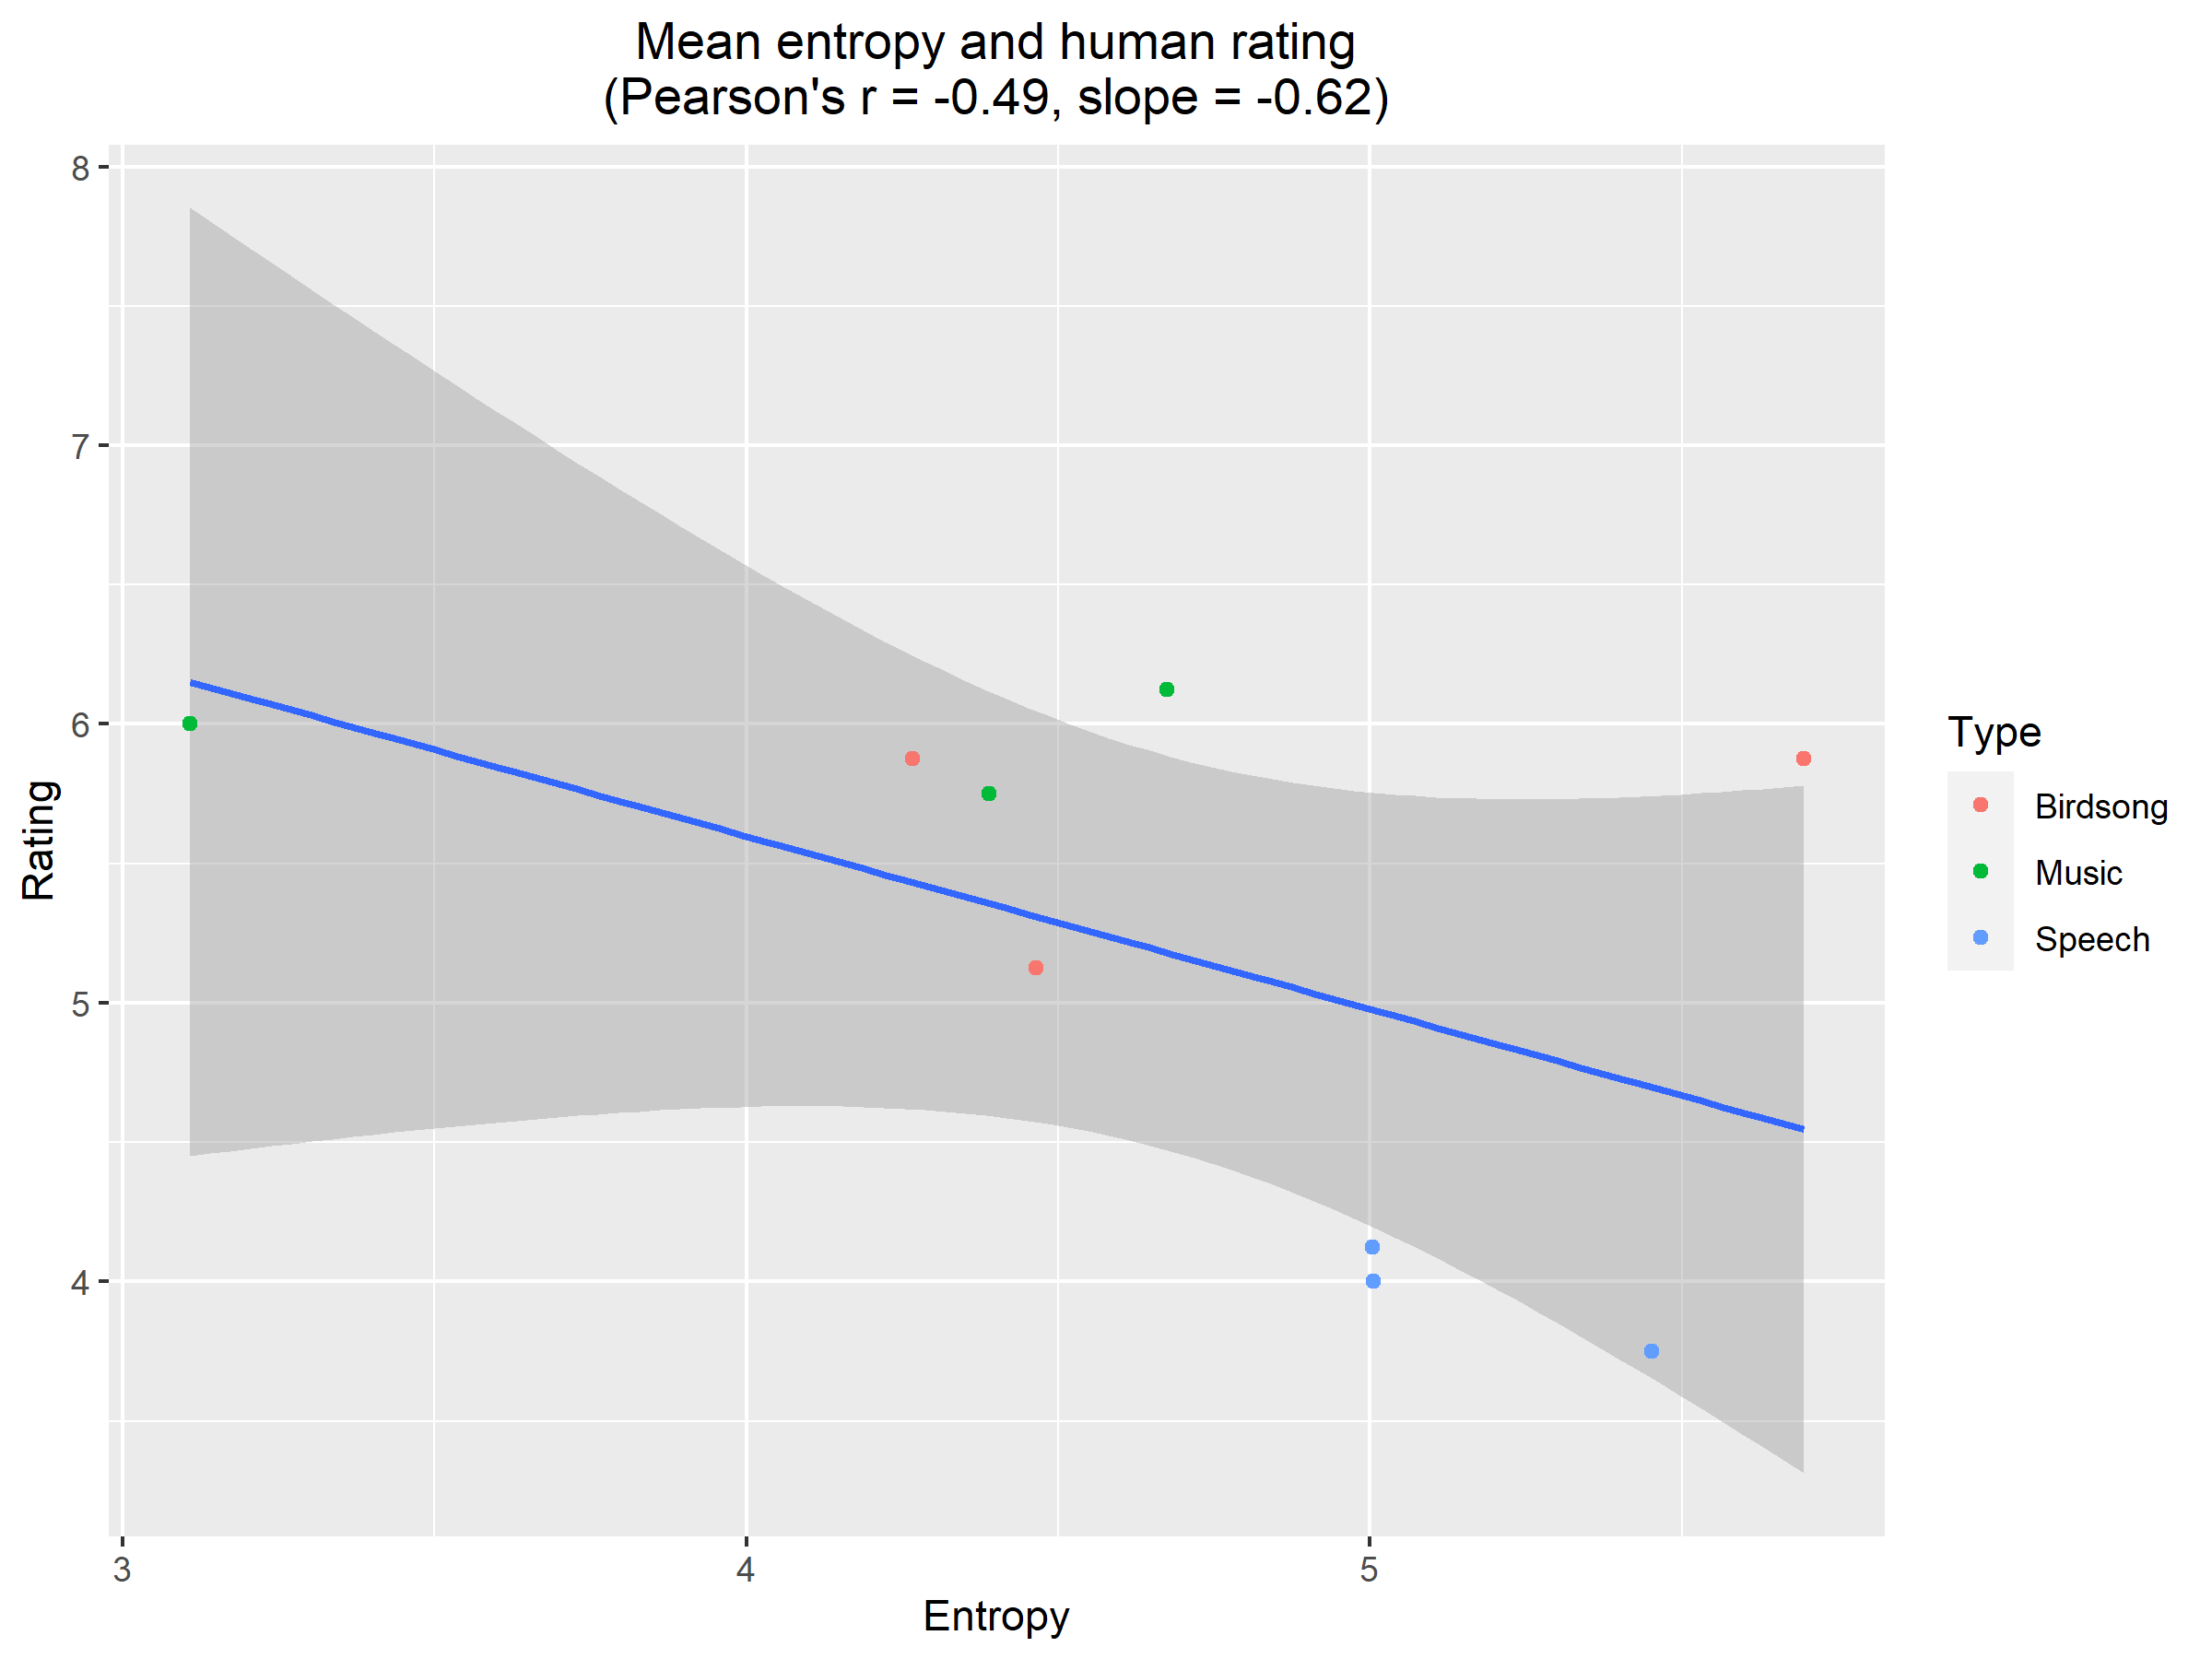 Mean entropy and human rating
(Pearson's r = -0.49, slope = -0.62)
8
7
6
5
4
Rating
3
4
5
Entropy
Type
Birdsong
Music
Speech